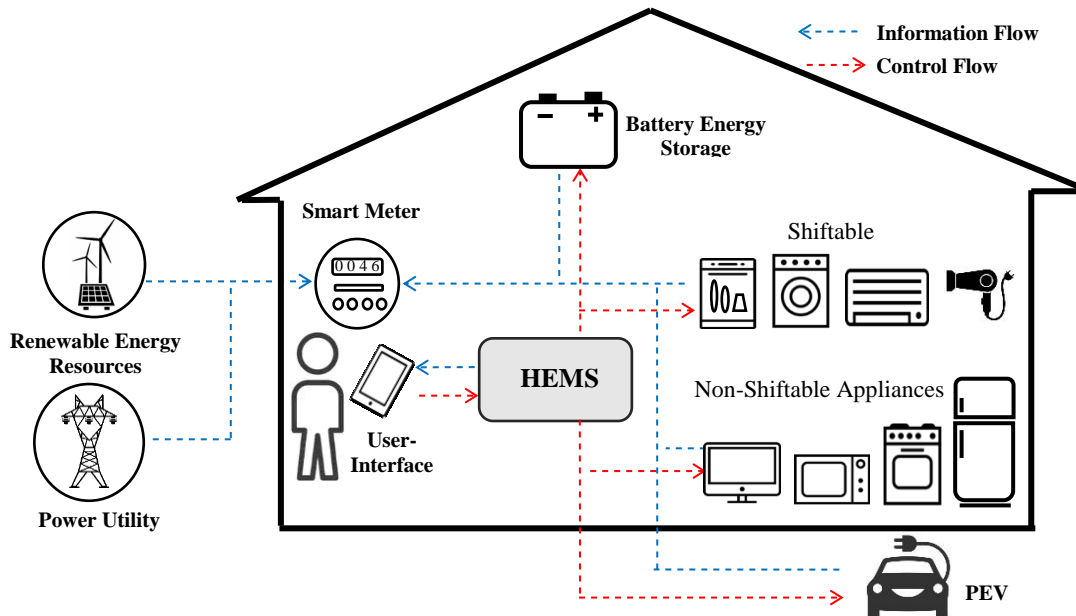 Information Flow
Control Flow
Battery Energy
Storage
Smart Meter
0046
Shiftable
Renewable Energy
Resources
HEMS
Non-Shiftable Appliances
User-
Interface
Power Utility
PEV